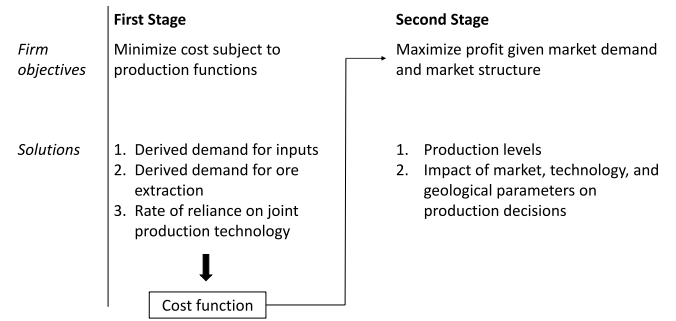 First Stage
Second Stage
Firm
objectives
Minimize cost subject to
production functions
Maximize profit given market demand
and market structure
Solutions
1. Derived demand for inputs
2. Derived demand for ore
extraction
3. Rate of reliance on joint
production technology
1. Production levels
2. Impact of market, technology, and
geological parameters on
production decisions
Cost function